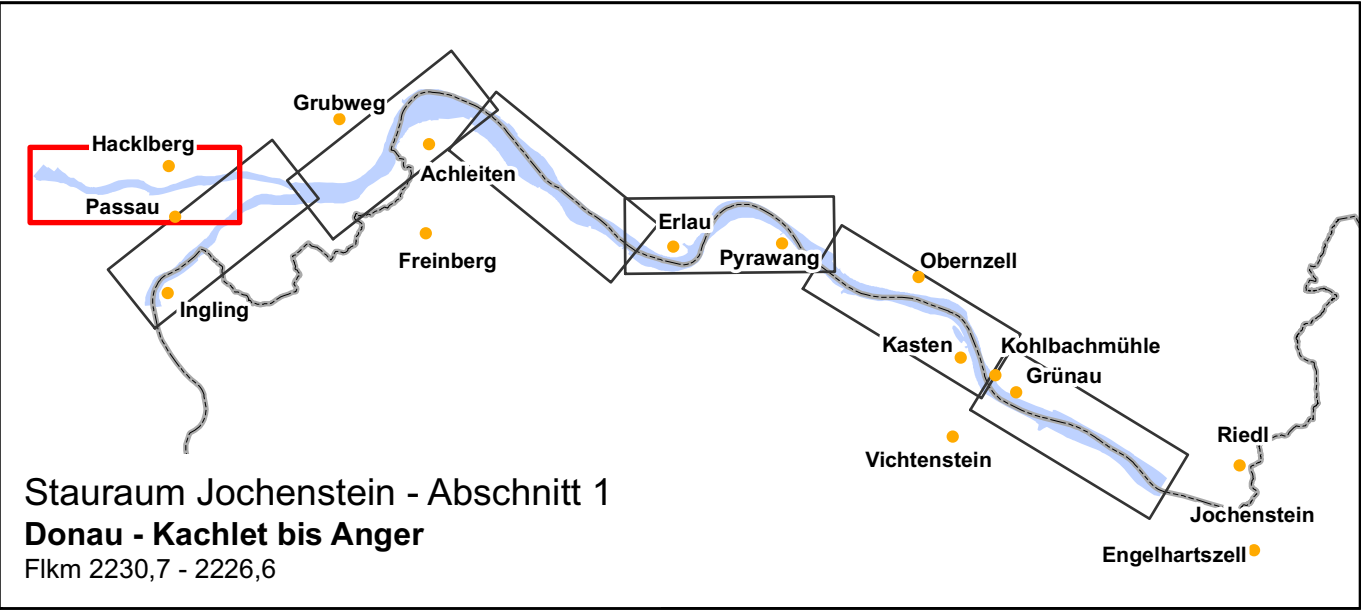 Grubweg
Hacklberg
Achleiten
Passau
Erlau
Freinberg
Pyrawang
Obernzell
Ingling
Kasten
Kohlbachmühle
Grünau
Riedl
Vichtenstein
Stauraum Jochenstein - Abschnitt 1
Jochenstein
Donau - Kachlet bis Anger
Engelhartszell
Flkm 2230,7 - 2226,6